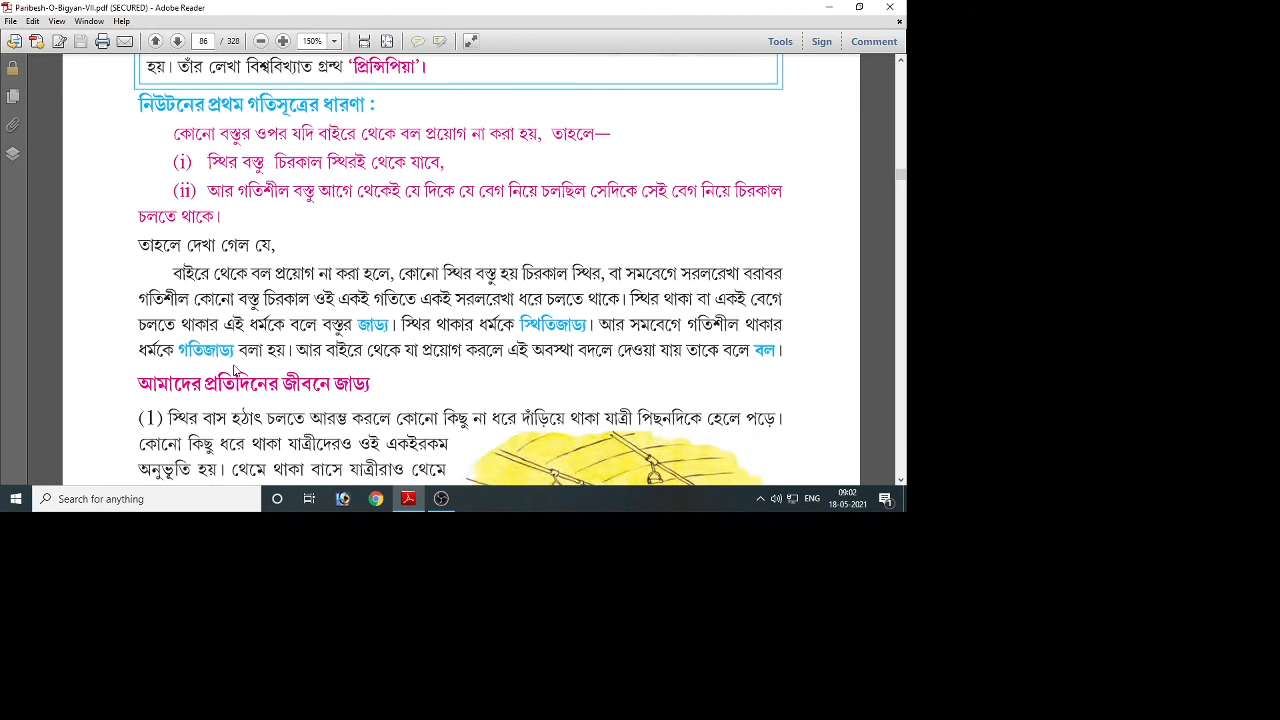 Paribesh-O-Bigyan-VII.pdf (SECURED) - Adobe Reader
File Edit View Window Help
86 / 328 150% Tools Sign Comment
হয়। তাঁর লেখা বিশ্ববিখ্যাত গ্রন্থ ‘প্রিন্সিপিয়া’।
নিউটনের প্রথম গতিসূত্রের ধারণা :
কোনো বস্তুর ওপর যদি বাইরে থেকে বল প্রয়োগ না করা হয়, তাহলে—
(i) স্থির বস্তু চিরকাল স্থিরই থেকে যাবে,
(ii) আর গতিশীল বস্তু আগে থেকেই যে দিকে যে বেগ নিয়ে চলছিল সেদিকে সেই বেগ নিয়ে চিরকাল
চলতে থাকে।
তাহলে দেখা গেল যে,
বাইরে থেকে বল প্রয়োগ না করা হলে, কোনো স্থির বস্তু হয় চিরকাল স্থির, বা সমবেগে সরলরেখা বরাবর
গতিশীল কোনো বস্তু চিরকাল ওই একই গতিতে একই সরলরেখা ধরে চলতে থাকে। স্থির থাকা বা একই বেগে
চলতে থাকার এই ধর্মকে বলে বস্তুর জাড্য। স্থির থাকার ধর্মকে স্থিতিজাড্য। আর সমবেগে গতিশীল থাকার
ধর্মকে গতিজাড্য বলা হয়। আর বাইরে থেকে যা প্রয়োগ করলে এই অবস্থা বদলে দেওয়া যায় তাকে বলে বল।
আমাদের প্রতিদিনের জীবনে জাড্য
(1) স্থির বাস হঠাৎ চলতে আরম্ভ করলে কোনো কিছু না ধরে দাঁড়িয়ে থাকা যাত্রী পিছনদিকে হেলে পড়ে।
কোনো কিছু ধরে থাকা যাত্রীদেরও ওই একইরকম
অনুভূতি হয়। থেমে থাকা বাসে যাত্রীরাও থেমে
Search for anything ENG 09:02
18-05-2021